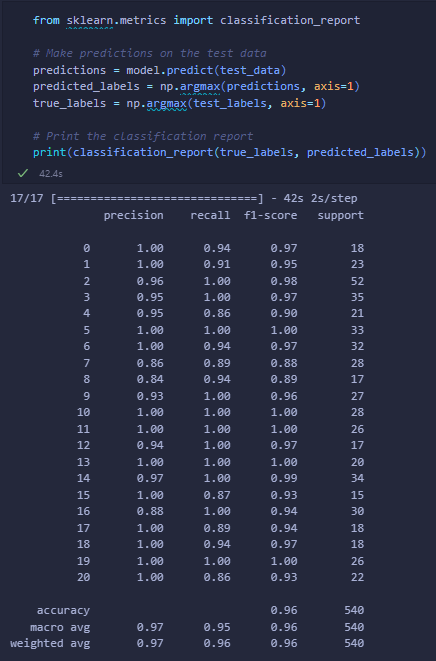 from sklearn.metrics import classification_report
# Make predictions on the test data
predictions = model.predict(test_data)
predicted_labels = np.argmax(predictions, axis=1)
true_labels = np.argmax(test_labels, axis=1)
# Print the classification report
print(classification_report(true_labels, predicted_labels))
42.4s
17/17 [==============================] - 42s 2s/step
precision recall f1-score support
0 1.00 0.94 0.97 18
1 1.00 0.91 0.95 23
2 0.96 1.00 0.98 52
3 0.95 1.00 0.97 35
4 0.95 0.86 0.90 21
5 1.00 1.00 1.00 33
6 1.00 0.94 0.97 32
7 0.86 0.89 0.88 28
8 0.84 0.94 0.89 17
9 0.93 1.00 0.96 27
10 1.00 1.00 1.00 28
11 1.00 1.00 1.00 26
12 0.94 1.00 0.97 17
13 1.00 1.00 1.00 20
14 0.97 1.00 0.99 34
15 1.00 0.87 0.93 15
16 0.88 1.00 0.94 30
17 1.00 0.89 0.94 18
18 1.00 0.94 0.97 18
19 1.00 1.00 1.00 26
20 1.00 0.86 0.93 22
accuracy 0.96 540
macro avg 0.97 0.95 0.96 540
weighted avg 0.97 0.96 0.96 540